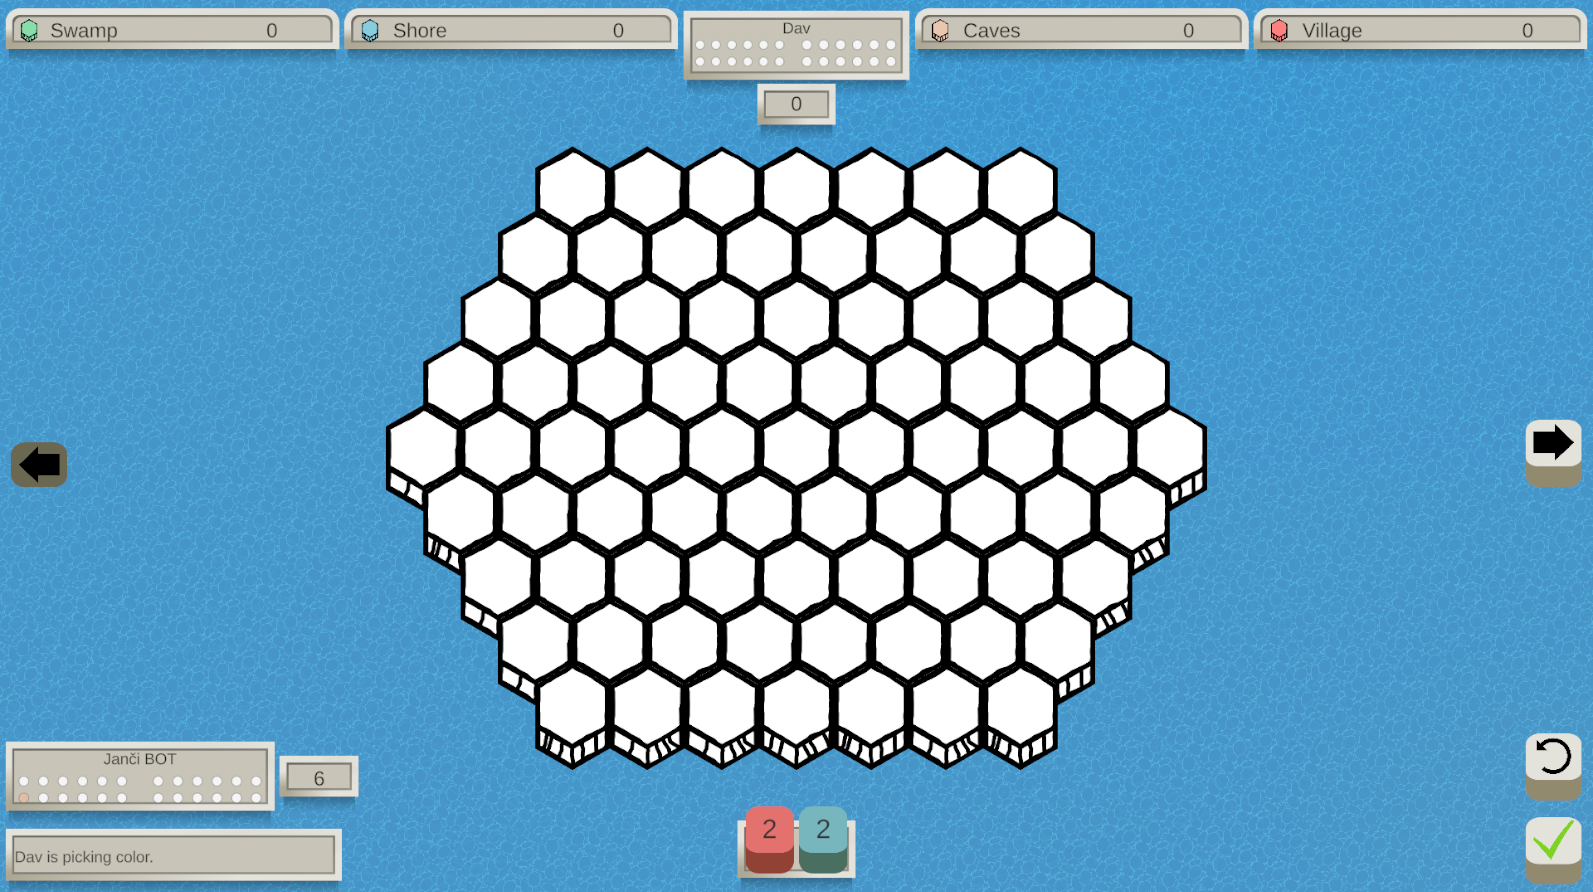 Swamp 0
Shore 0
Dav
0
Caves 0
Village 0
Janči BOT
6
Dav is picking color.
2 2